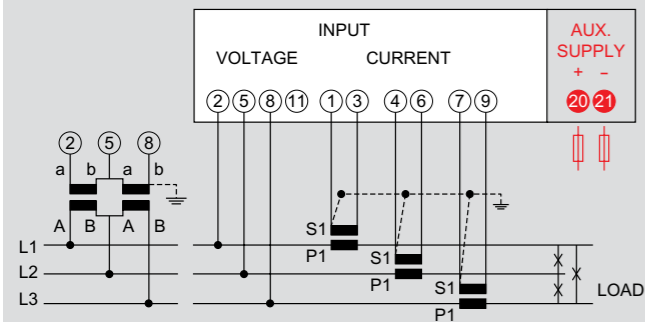 INPUT
AUX.
SUPPLY
VOLTAGE CURRENT
+ –
2 5 8 11 1 3 4 6 7 9 20 21
2 5 8
a b a b
A B A B
S1
L1
P1
S1
L2
P1
S1
LOAD
L3
P1